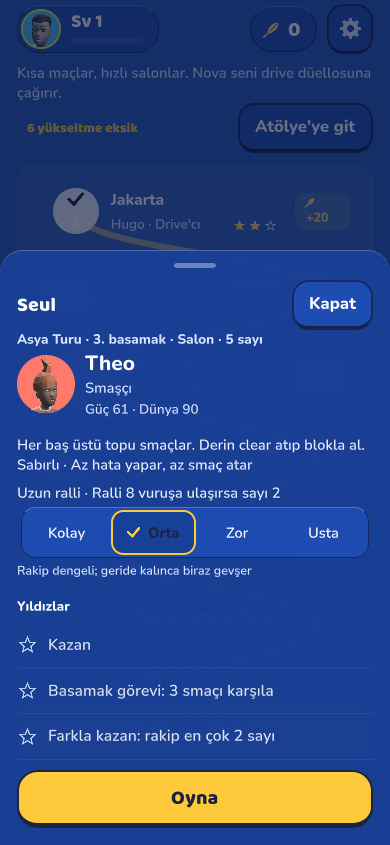 Sv 1
0
Kısa maçlar, hızlı salonlar. Nova seni drive düellosuna
çağırır.
6 yükseltme eksik
Atölye'ye git
Jakarta
Hugo · Drive'cı
+20
Seul
Kapat
Asya Turu · 3. basamak · Salon · 5 sayı
Theo
Smaşçı
Güç 61 · Dünya 90
Her baş üstü topu smaçlar. Derin clear atıp blokla al.
Sabırlı · Az hata yapar, az smaç atar
Uzun ralli · Ralli 8 vuruşa ulaşırsa sayı 2
Kolay
Orta
Zor
Usta
Rakip dengeli; geride kalınca biraz gevşer
Yıldızlar
Kazan
Basamak görevi: 3 smaçı karşıla
Farkla kazan: rakip en çok 2 sayı
Oyna